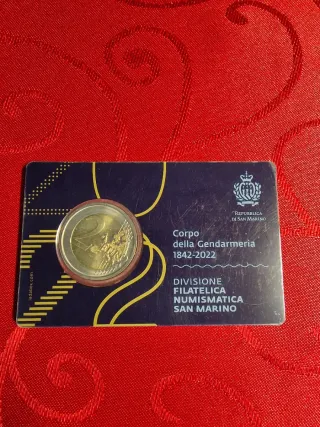 REPUBBLICA
DI SAN MARINO
Corpo
della Gendarmeria
1842-2022
DIVISIONE
FILATELICA
NUMISMATICA
SAN MARINO